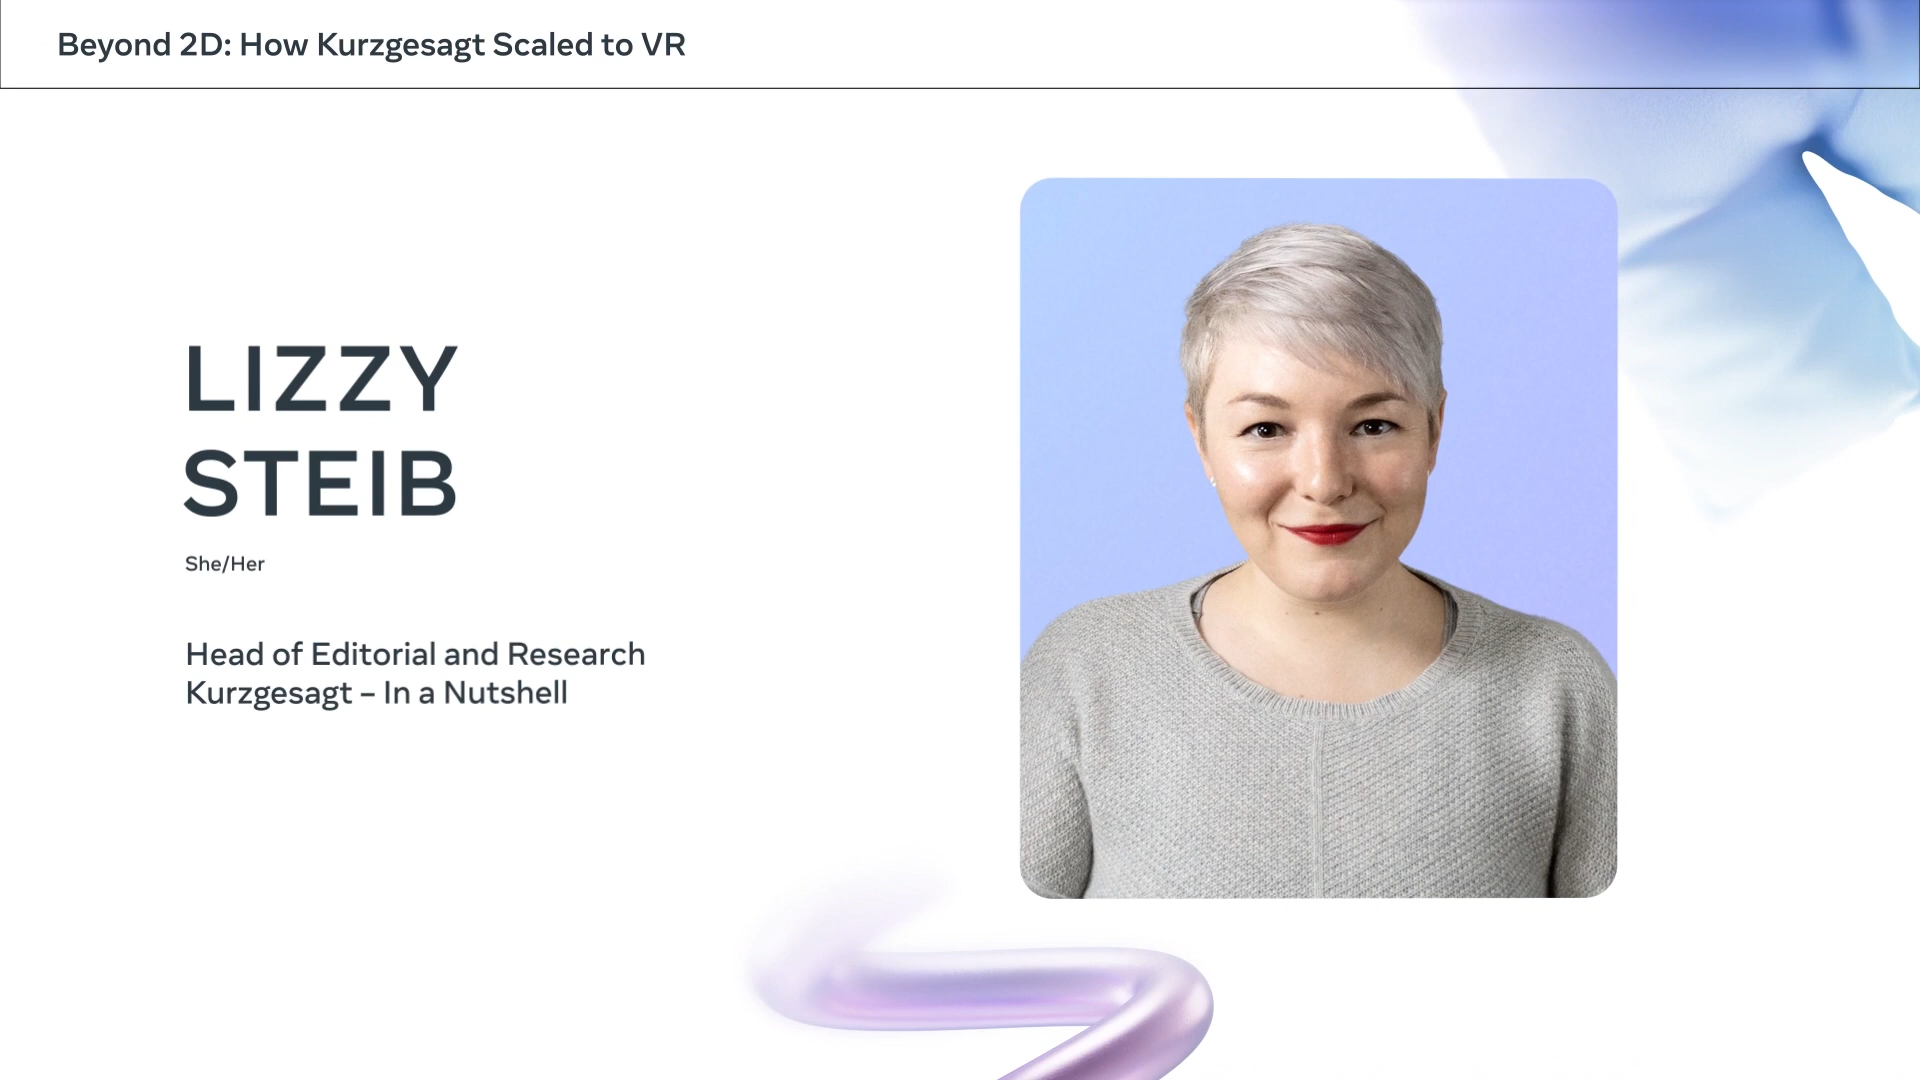 Beyond 2D: How Kurzgesagt Scaled to VR
LIZZY
STEIB
She/Her
Head of Editorial and Research
Kurzgesagt – In a Nutshell